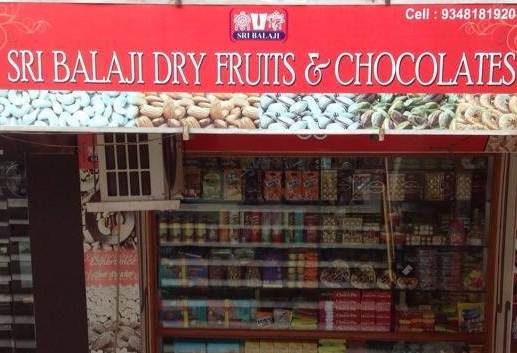 Cell : 9348181920
SRI BALAJI
SRI BALAJI DRY FRUITS & CHOCOLATES